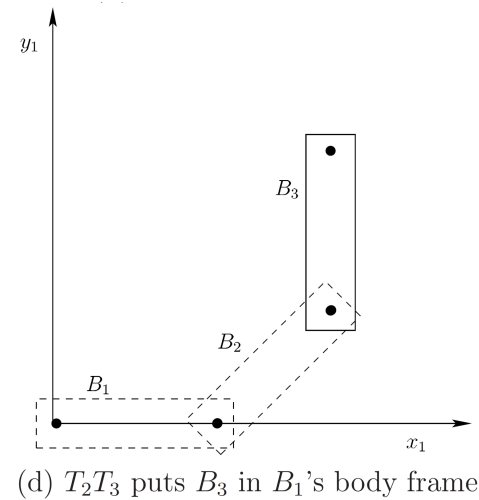 y₁
B₃
B₂
B₁
x₁
(d) T₂T₃ puts B₃ in B₁'s body frame